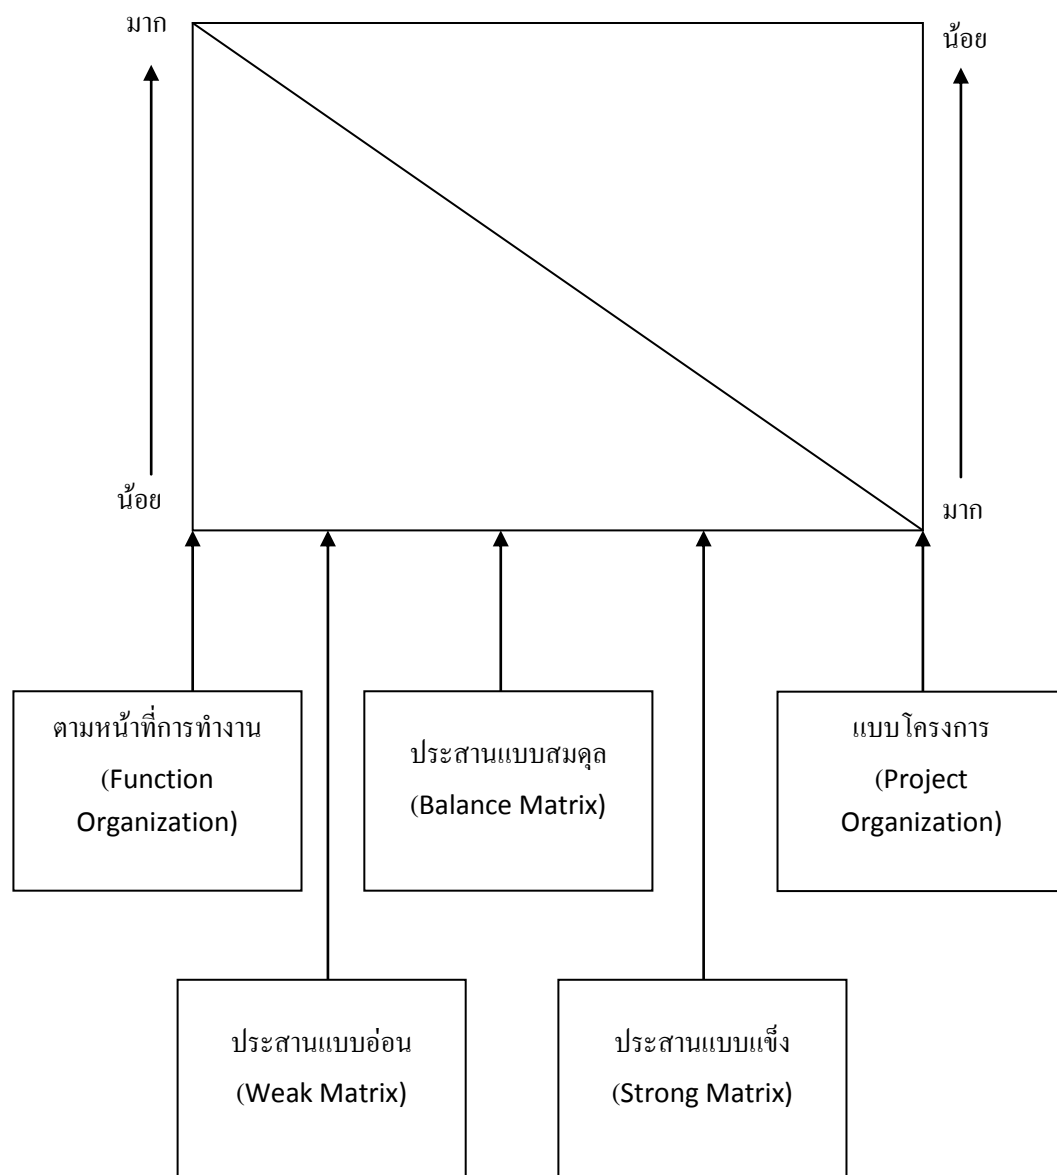 มาก
น้อย
น้อย
มาก
ตามหน้าที่การทำงาน
(Function
Organization)
ประสานแบบสมดุล
(Balance Matrix)
แบบโครงการ
(Project
Organization)
ประสานแบบอ่อน
(Weak Matrix)
ประสานแบบแข็ง
(Strong Matrix)